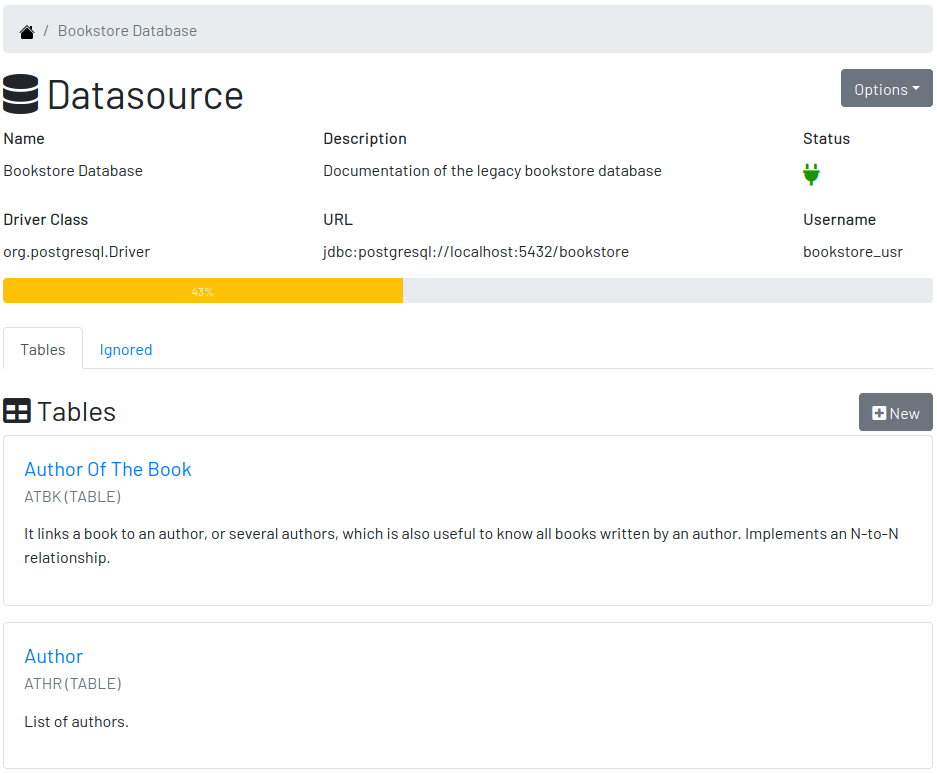 / Bookstore Database
Datasource
Options
Name Description Status
Bookstore Database Documentation of the legacy bookstore database
Driver Class URL Username
org.postgresql.Driver jdbc:postgresql://localhost:5432/bookstore bookstore_usr
43%
Tables Ignored
Tables
New
Author Of The Book
ATBK (TABLE)
It links a book to an author, or several authors, which is also useful to know all books written by an author. Implements an N-to-N
relationship.
Author
ATHR (TABLE)
List of authors.